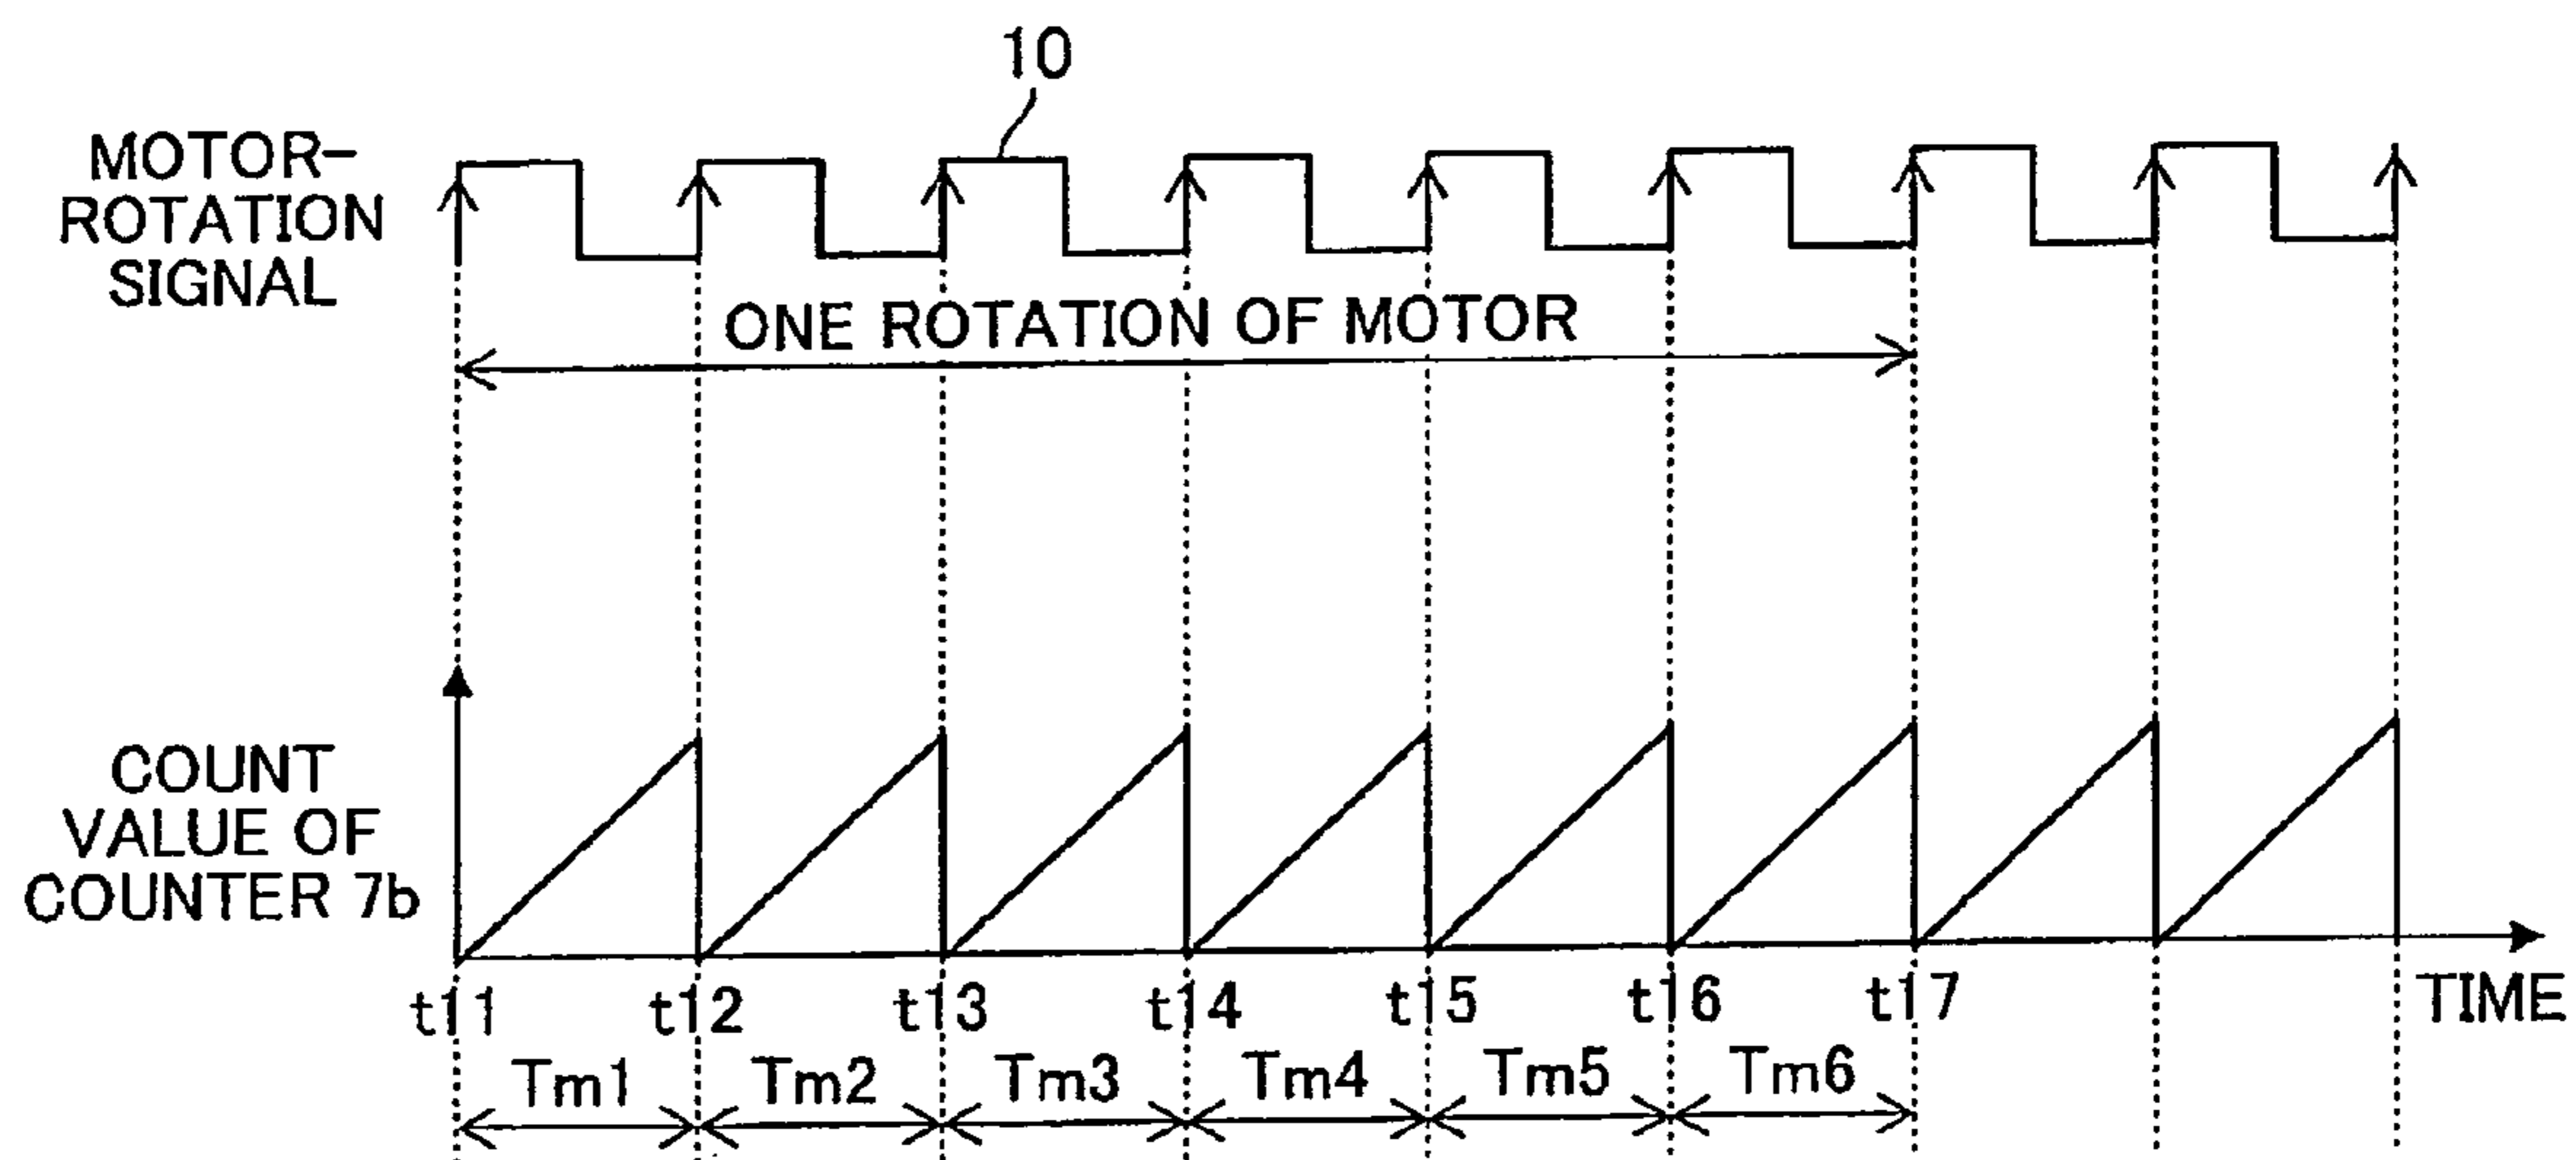 10
MOTOR-
ROTATION
SIGNAL
ONE ROTATION OF MOTOR
COUNT
VALUE OF
COUNTER 7b
t11 t12 t13 t14 t15 t16 t17 TIME
Tm1 Tm2 Tm3 Tm4 Tm5 Tm6